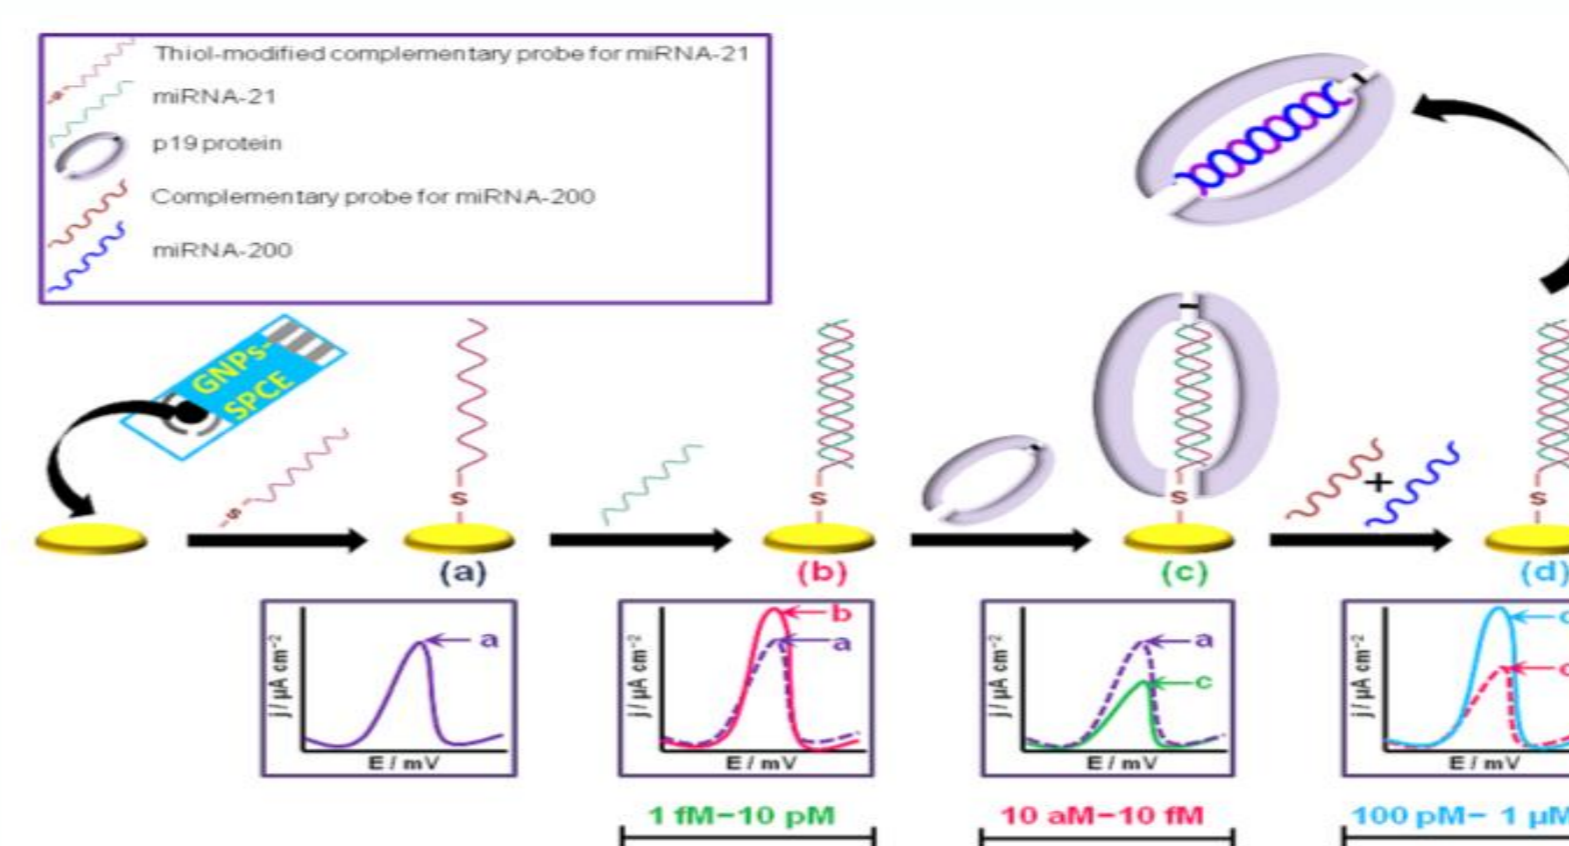 Thiol-modified complementary probe for miRNA-21
miRNA-21
p19 protein
Complementary probe for miRNA-200
miRNA-200
GNPs-
SPCE
S
S
S
S
S
+
(a)
(b)
(c)
(d)
j / µA cm⁻²
a
E / mV
j / µA cm⁻²
b
a
E / mV
j / µA cm⁻²
a
c
E / mV
j / µA cm⁻²
E / mV
1 fM−10 pM
10 aM−10 fM
100 pM− 1 µM